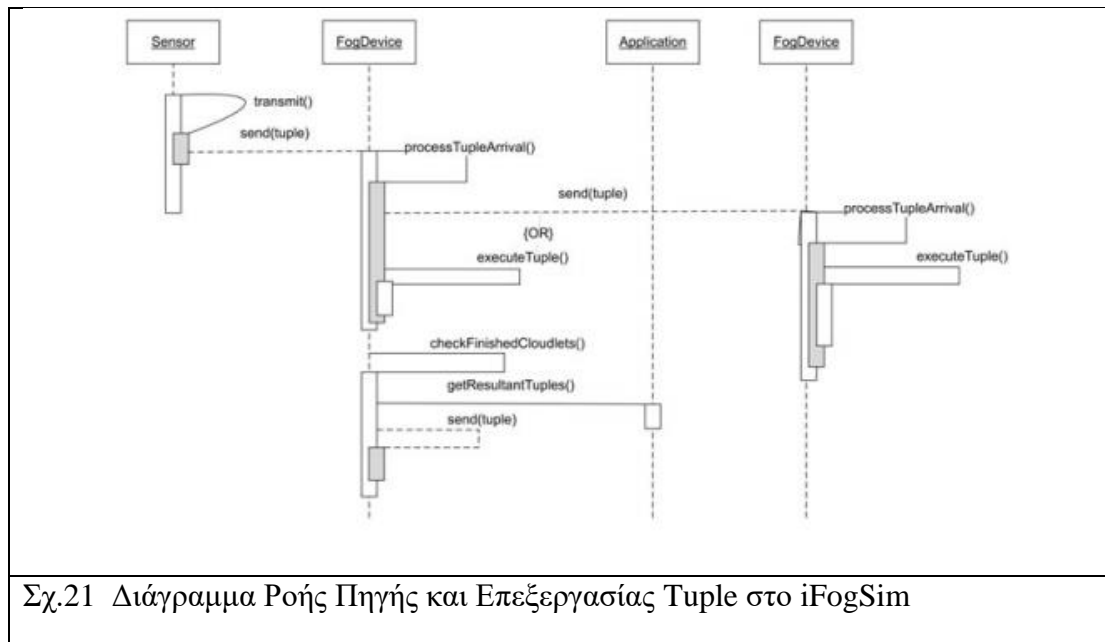 Sensor FogDevice Application FogDevice
transmit()
send(tuple)
processTupleArrival()
send(tuple)
processTupleArrival()
{OR}
executeTuple()
executeTuple()
checkFinishedCloudlets()
getResultantTuples()
send(tuple)
Σχ.21 Διάγραμμα Ροής Πηγής και Επεξεργασίας Tuple στο iFogSim